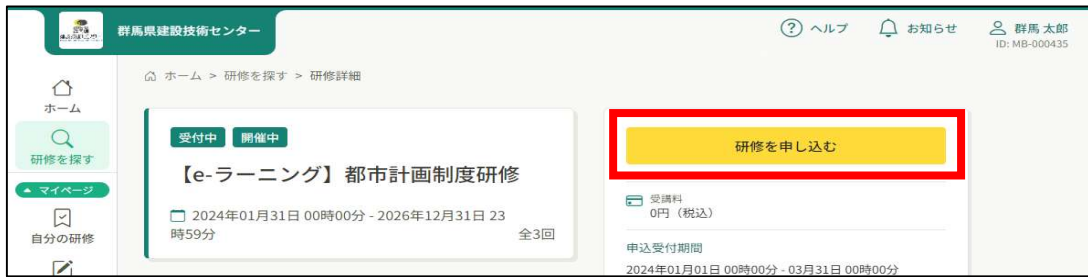 群馬県建設技術センター
ヘルプ
お知らせ
群馬 太郎
ID: MB-000435
ホーム > 研修を探す > 研修詳細
ホーム
研修を探す
マイページ
自分の研修
受付中 開催中
【e-ラーニング】都市計画制度研修
2024年01月31日 00時00分 - 2026年12月31日 23
時59分
全3回
研修を申し込む
受講料
0円（税込）
申込受付期間
2024年01月01日 00時00分 - 03月31日 00時00分